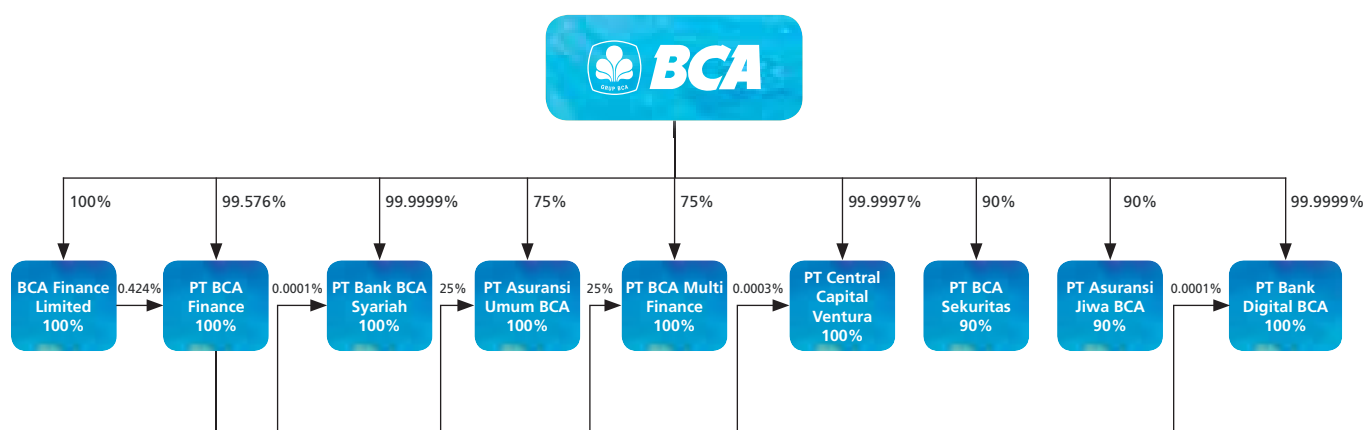 GRUP BCA
BCA
100%
99.576%
99.9999%
75%
75%
99.9997%
90%
90%
99.9999%
BCA Finance
Limited
100%
0.424%
PT BCA
Finance
100%
0.0001%
PT Bank BCA
Syariah
100%
25%
PT Asuransi
Umum BCA
100%
25%
PT BCA Multi
Finance
100%
0.0003%
PT Central
Capital
Ventura
100%
PT BCA
Sekuritas
90%
PT Asuransi
Jiwa BCA
90%
0.0001%
PT Bank
Digital BCA
100%